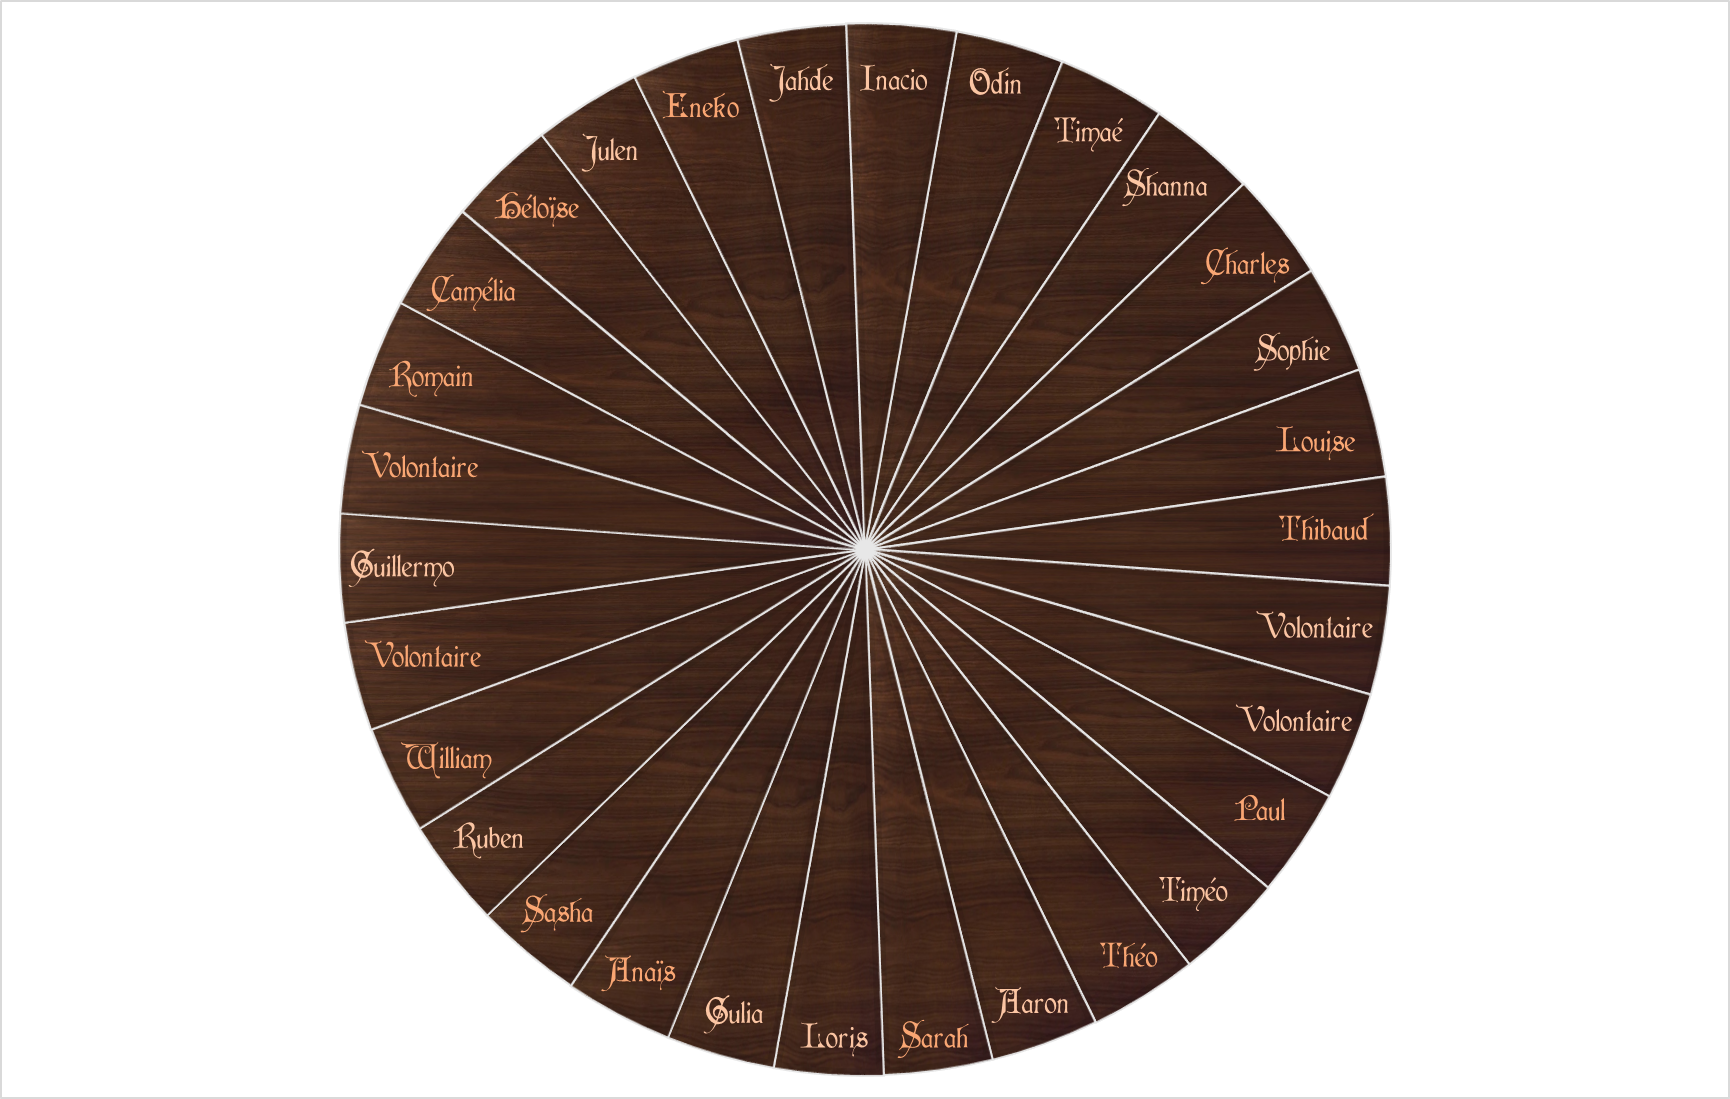 Inacio
Odin
Timaé
Shanna
Charles
Sophie
Louise
Thibaud
Volontaire
Volontaire
Paul
Timéo
Théo
Aaron
Sarah
Loris
Gulia
Anaïs
Sasha
Ruben
William
Volontaire
Guillermo
Volontaire
Romain
Camélia
Héloïse
Julen
Eneko
Jahde